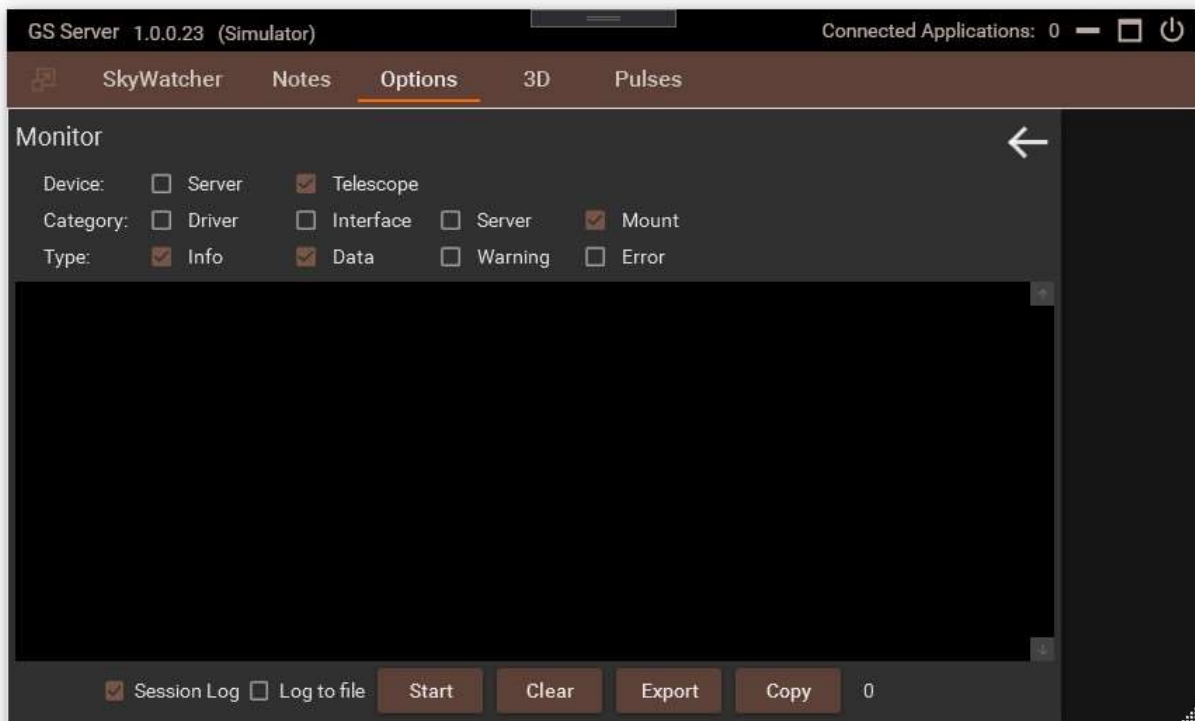 GS Server 1.0.0.23 (Simulator) Connected Applications: 0
SkyWatcher Notes Options 3D Pulses
Monitor
Device: Server Telescope
Category: Driver Interface Server Mount
Type: Info Data Warning Error
Session Log Log to file Start Clear Export Copy 0